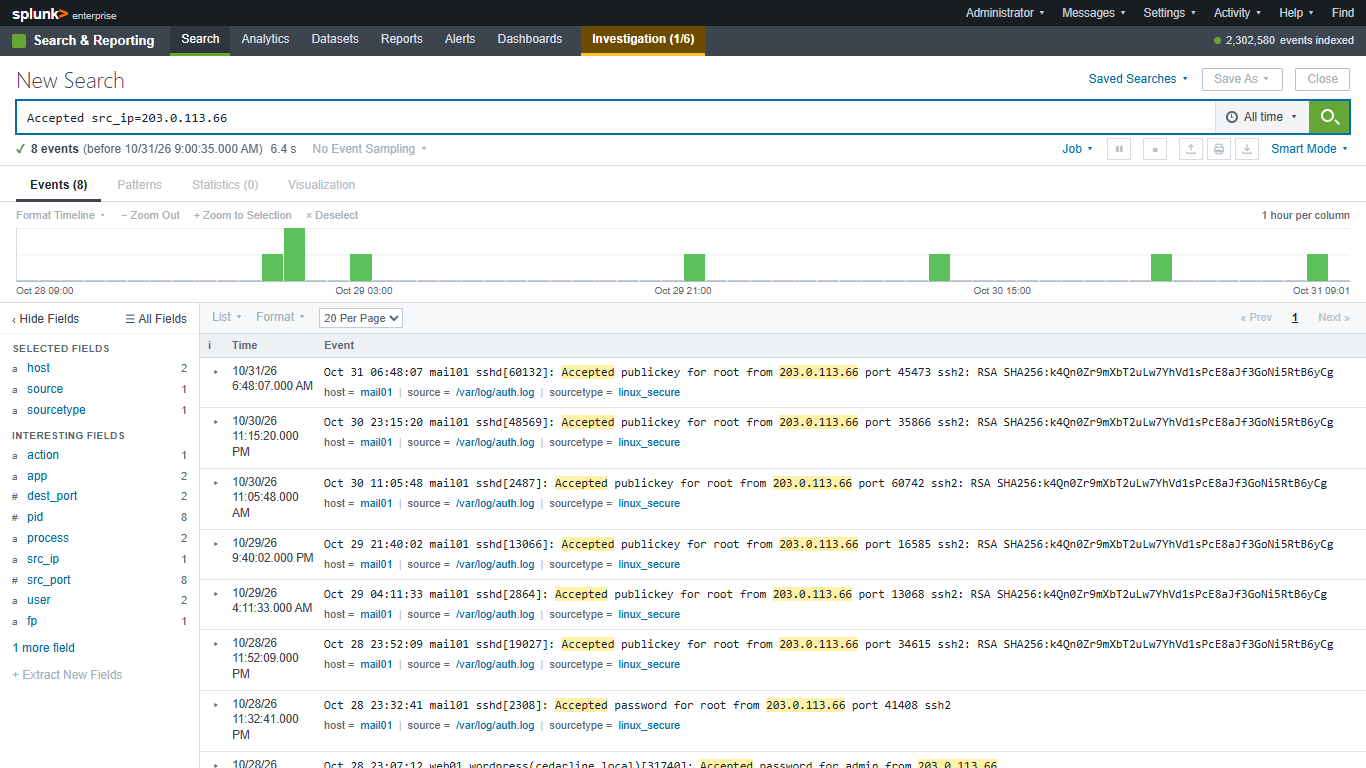 splunk> enterprise
Administrator Messages Settings Activity Help Find
Search & Reporting Search Analytics Datasets Reports Alerts Dashboards Investigation (1/6) 2,302,580 events indexed
New Search
Saved Searches Save As Close
Accepted src_ip=203.0.113.66
All time
✓ 8 events (before 10/31/26 9:00:35.000 AM) 6.4 s No Event Sampling
Job Smart Mode
Events (8) Patterns Statistics (0) Visualization
Format Timeline − Zoom Out + Zoom to Selection × Deselect
1 hour per column
Oct 28 09:00 Oct 29 03:00 Oct 29 21:00 Oct 30 15:00 Oct 31 09:01
‹ Hide Fields ☰ All Fields
SELECTED FIELDS
a host 2
a source 1
a sourcetype 1
INTERESTING FIELDS
a action 1
a app 2
# dest_port 2
# pid 8
a process 2
a src_ip 1
# src_port 8
a user 2
a fp 1
1 more field
+ Extract New Fields
List Format 20 Per Page
« Prev 1 Next »
i Time Event
10/31/26 6:48:07.000 AM
Oct 31 06:48:07 mail01 sshd[60132]: Accepted publickey for root from 203.0.113.66 port 45473 ssh2: RSA SHA256:k4Qn0Zr9mXbT2uLw7YhVd1sPcE8aJf3GoNi5RtB6yCg
host = mail01 | source = /var/log/auth.log | sourcetype = linux_secure
10/30/26 11:15:20.000 PM
Oct 30 23:15:20 mail01 sshd[48569]: Accepted publickey for root from 203.0.113.66 port 35866 ssh2: RSA SHA256:k4Qn0Zr9mXbT2uLw7YhVd1sPcE8aJf3GoNi5RtB6yCg
host = mail01 | source = /var/log/auth.log | sourcetype = linux_secure
10/30/26 11:05:48.000 AM
Oct 30 11:05:48 mail01 sshd[2487]: Accepted publickey for root from 203.0.113.66 port 60742 ssh2: RSA SHA256:k4Qn0Zr9mXbT2uLw7YhVd1sPcE8aJf3GoNi5RtB6yCg
host = mail01 | source = /var/log/auth.log | sourcetype = linux_secure
10/29/26 9:40:02.000 PM
Oct 29 21:40:02 mail01 sshd[13066]: Accepted publickey for root from 203.0.113.66 port 16585 ssh2: RSA SHA256:k4Qn0Zr9mXbT2uLw7YhVd1sPcE8aJf3GoNi5RtB6yCg
host = mail01 | source = /var/log/auth.log | sourcetype = linux_secure
10/29/26 4:11:33.000 AM
Oct 29 04:11:33 mail01 sshd[2864]: Accepted publickey for root from 203.0.113.66 port 13068 ssh2: RSA SHA256:k4Qn0Zr9mXbT2uLw7YhVd1sPcE8aJf3GoNi5RtB6yCg
host = mail01 | source = /var/log/auth.log | sourcetype = linux_secure
10/28/26 11:52:09.000 PM
Oct 28 23:52:09 mail01 sshd[19027]: Accepted publickey for root from 203.0.113.66 port 34615 ssh2: RSA SHA256:k4Qn0Zr9mXbT2uLw7YhVd1sPcE8aJf3GoNi5RtB6yCg
host = mail01 | source = /var/log/auth.log | sourcetype = linux_secure
10/28/26 11:32:41.000 PM
Oct 28 23:32:41 mail01 sshd[2308]: Accepted password for root from 203.0.113.66 port 41408 ssh2
host = mail01 | source = /var/log/auth.log | sourcetype = linux_secure
10/28/26
Oct 28 23:07:12 web01 wordpress(cedarline.local)[31740]: Accepted password for admin from 203.0.113.66